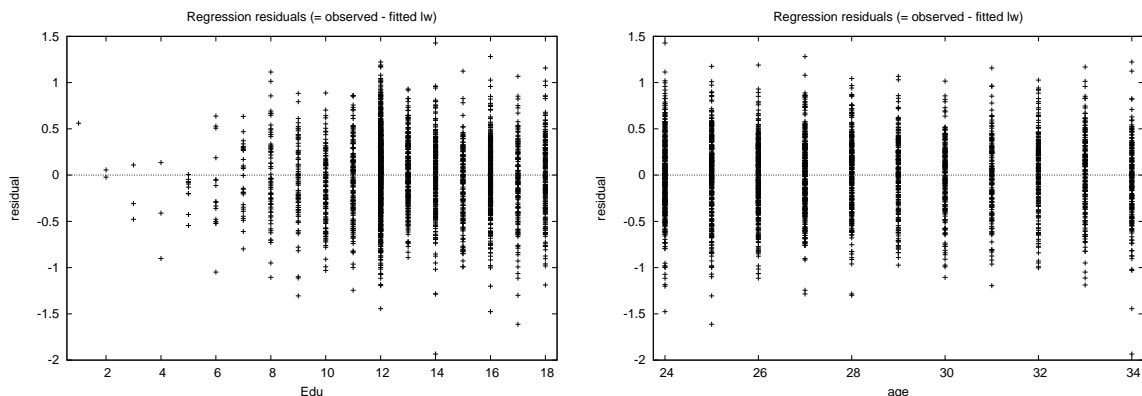 Regression residuals (= observed - fitted lw)
1.5
1
0.5
0
-0.5
-1
-1.5
-2
residual
2 4 6 8 10 12 14 16 18
Edu
Regression residuals (= observed - fitted lw)
1.5
1
0.5
0
-0.5
-1
-1.5
-2
residual
24 26 28 30 32 34
age